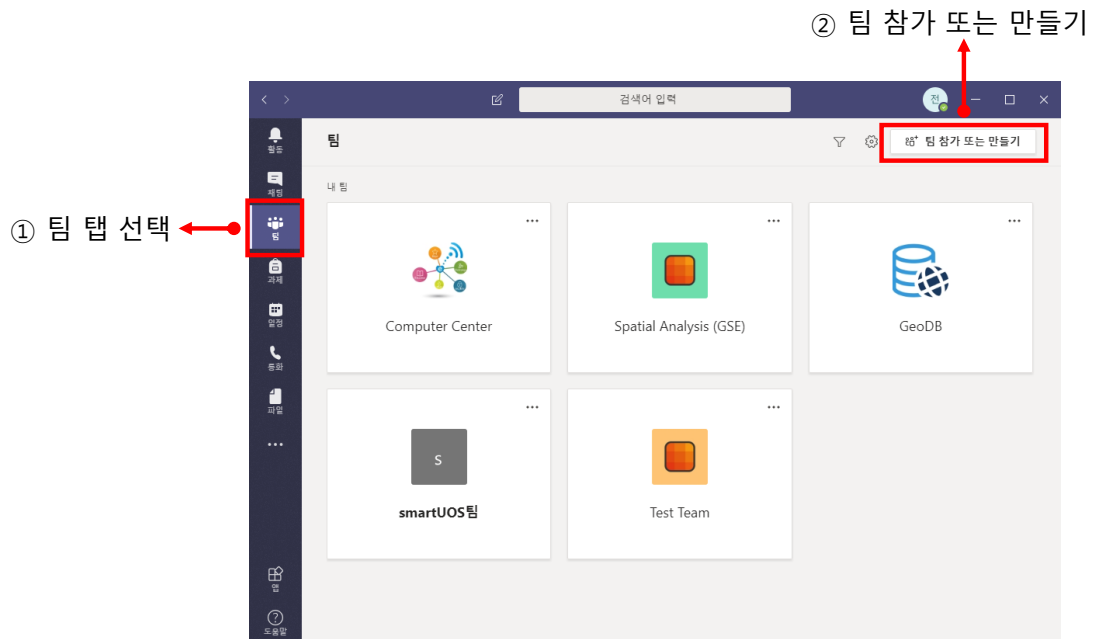 ② 팀 참가 또는 만들기
검색어 입력
전
활동
팀
팀 참가 또는 만들기
채팅
내 팀
① 팀 탭 선택
팀
과제
Computer Center
Spatial Analysis (GSE)
GeoDB
일정
통화
파일
S
smartUOS팀
Test Team
앱
도움말